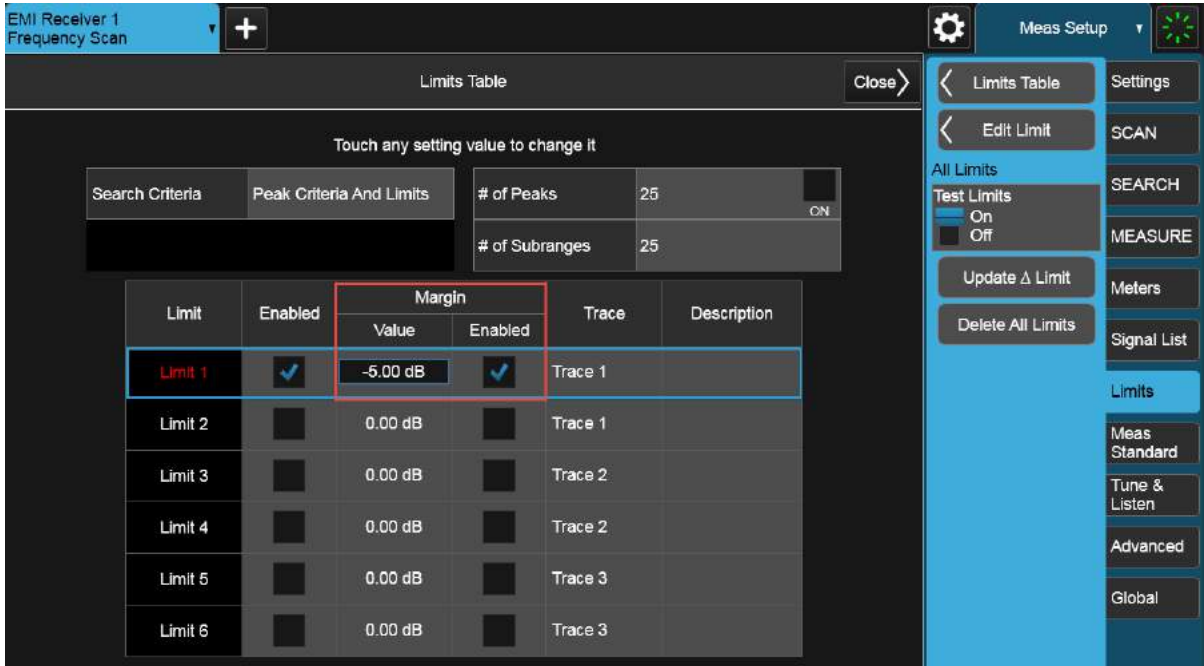 EMI Receiver 1
Frequency Scan
Meas Setup
Limits Table
Close
Touch any setting value to change it
Search Criteria Peak Criteria And Limits # of Peaks 25 ON
# of Subranges 25
Limit Enabled Margin Trace Description
Value Enabled
Limit 1 -5.00 dB Trace 1
Limit 2 0.00 dB Trace 1
Limit 3 0.00 dB Trace 2
Limit 4 0.00 dB Trace 2
Limit 5 0.00 dB Trace 3
Limit 6 0.00 dB Trace 3
Limits Table
Edit Limit
All Limits
Test Limits
On
Off
Update Δ Limit
Delete All Limits
Settings
SCAN
SEARCH
MEASURE
Meters
Signal List
Limits
Meas
Standard
Tune &
Listen
Advanced
Global